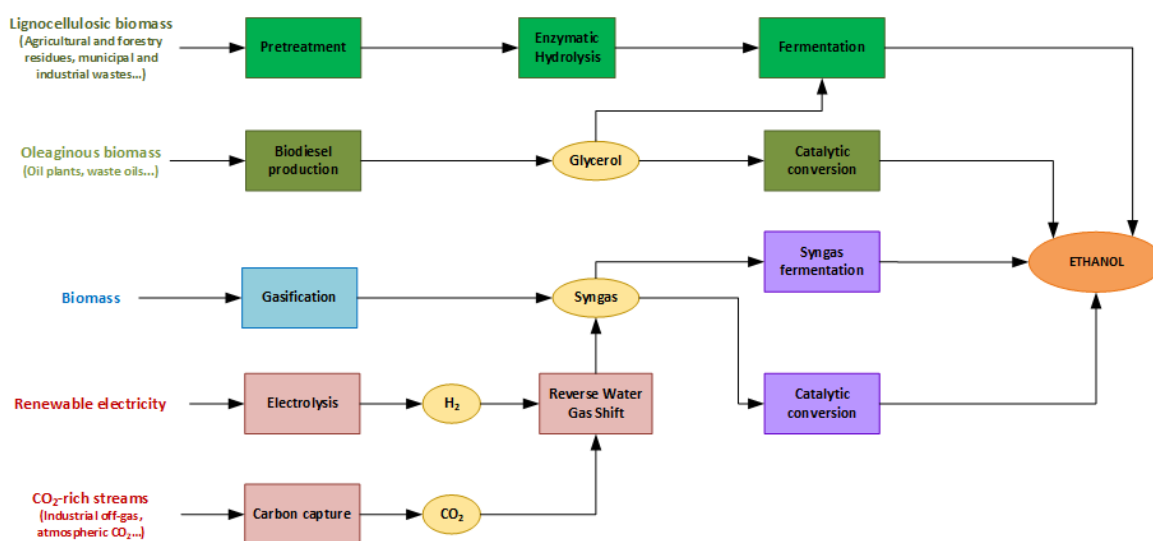 Lignocellulosic biomass
(Agricultural and forestry
residues, municipal and
industrial wastes...)
Pretreatment
Enzymatic
Hydrolysis
Fermentation
Oleaginous biomass
(Oil plants, waste oils...)
Biodiesel
production
Glycerol
Catalytic
conversion
Syngas
fermentation
ETHANOL
Biomass
Gasification
Syngas
Renewable electricity
Electrolysis
H₂
Reverse Water
Gas Shift
Catalytic
conversion
CO₂-rich streams
(Industrial off-gas,
atmospheric CO₂...)
Carbon capture
CO₂